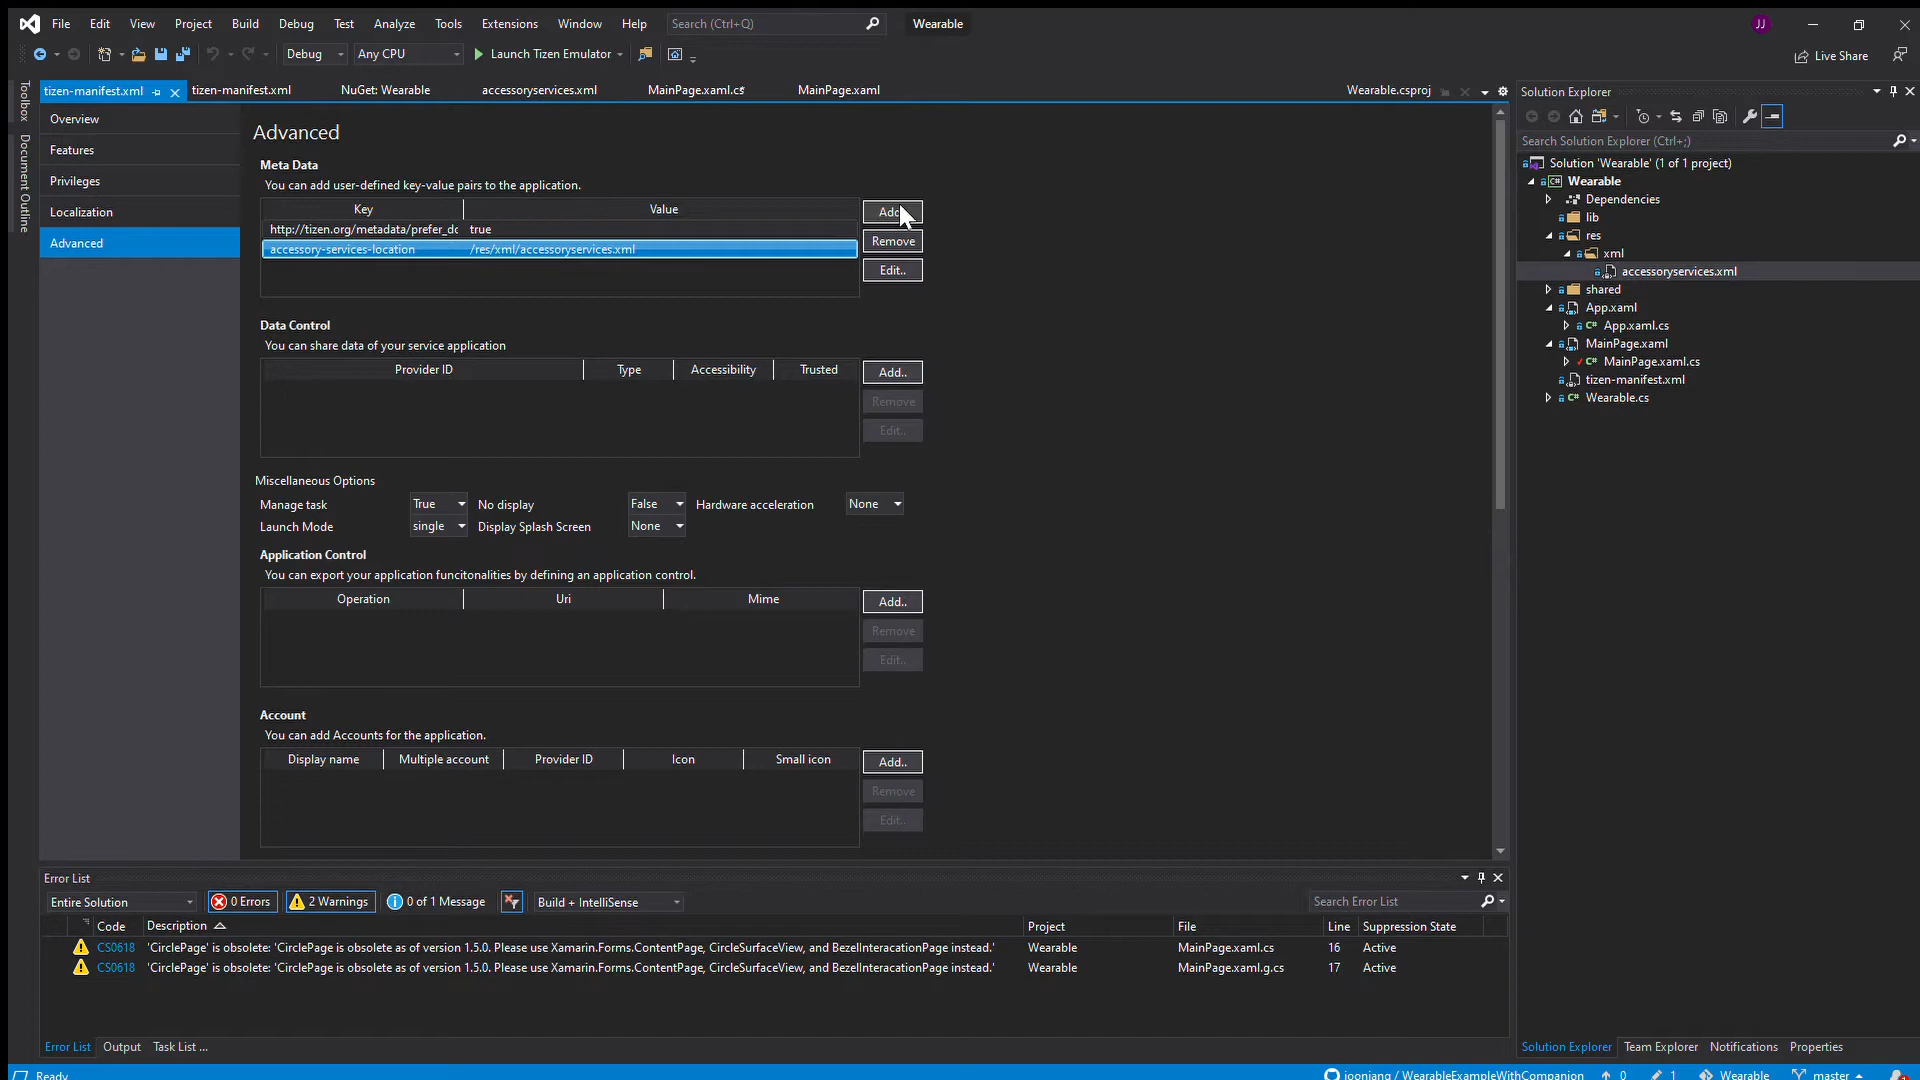 File Edit View Project Build Debug Test Analyze Tools Extensions Window Help Search (Ctrl+Q) Wearable JJ
Debug Any CPU Launch Tizen Emulator Live Share
Toolbox
Document Outline
tizen-manifest.xml tizen-manifest.xml NuGet: Wearable accessoryservices.xml MainPage.xaml.cs MainPage.xaml Wearable.csproj
Overview
Features
Privileges
Localization
Advanced
Advanced
Meta Data
You can add user-defined key-value pairs to the application.
Key Value
http://tizen.org/metadata/prefer_dc true
accessory-services-location /res/xml/accessoryservices.xml
Add
Remove
Edit..
Data Control
You can share data of your service application
Provider ID Type Accessibility Trusted
Add..
Remove
Edit..
Miscellaneous Options
Manage task True No display False Hardware acceleration None
Launch Mode single Display Splash Screen None
Application Control
You can export your application funcitonalities by defining an application control.
Operation Uri Mime
Add..
Remove
Edit..
Account
You can add Accounts for the application.
Display name Multiple account Provider ID Icon Small icon
Add..
Remove
Edit..
Solution Explorer
Search Solution Explorer (Ctrl+;)
Solution 'Wearable' (1 of 1 project)
C# Wearable
Dependencies
lib
res
xml
accessoryservices.xml
shared
App.xaml
C# App.xaml.cs
MainPage.xaml
C# MainPage.xaml.cs
tizen-manifest.xml
C# Wearable.cs
Error List
Entire Solution 0 Errors 2 Warnings 0 of 1 Message Build + IntelliSense Search Error List
Code Description Project File Line Suppression State
CS0618 'CirclePage' is obsolete: 'CirclePage is obsolete as of version 1.5.0. Please use Xamarin.Forms.ContentPage, CircleSurfaceView, and BezelInteracationPage instead.' Wearable MainPage.xaml.cs 16 Active
CS0618 'CirclePage' is obsolete: 'CirclePage is obsolete as of version 1.5.0. Please use Xamarin.Forms.ContentPage, CircleSurfaceView, and BezelInteracationPage instead.' Wearable MainPage.xaml.g.cs 17 Active
Error List Output Task List ...
Solution Explorer Team Explorer Notifications Properties
Ready jooniang / WearableExampleWithCompanion 0 1 Wearable master